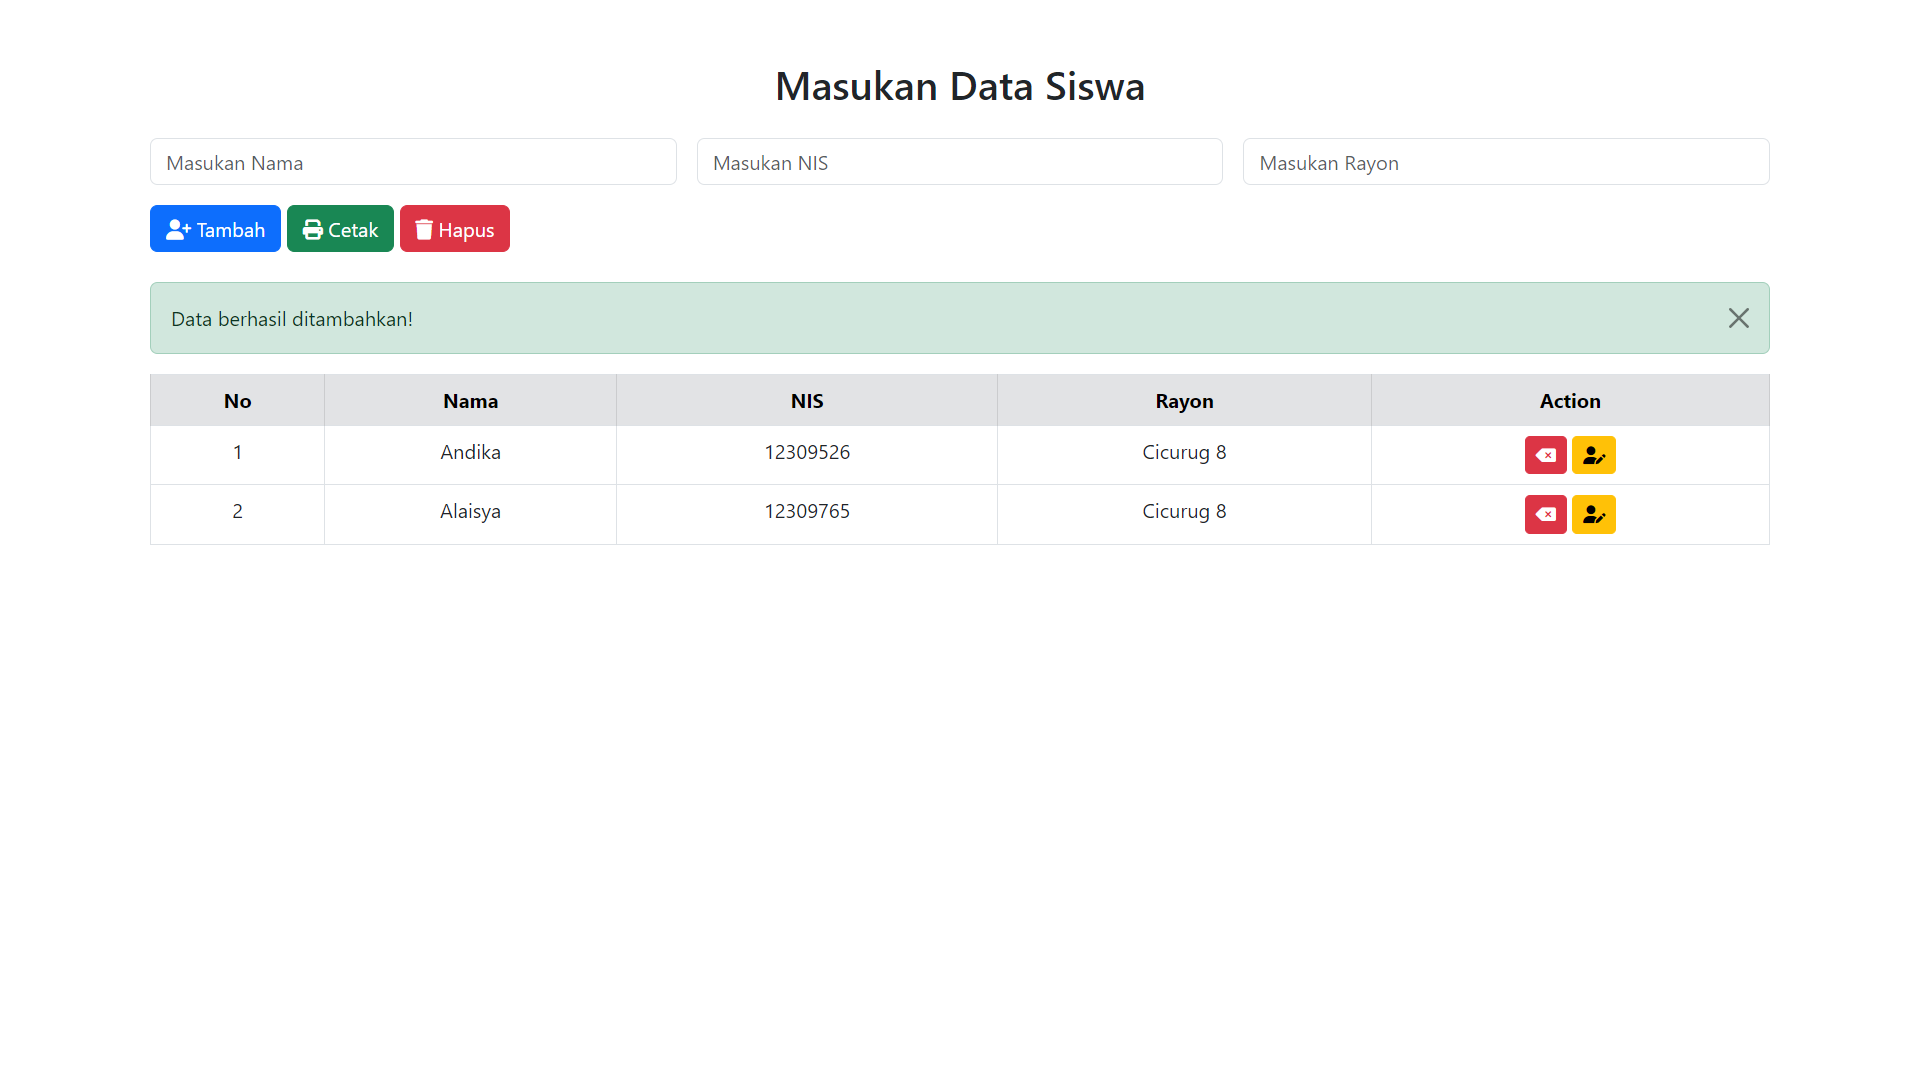 Masukan Data Siswa
Masukan Nama Masukan NIS Masukan Rayon
Tambah Cetak Hapus
Data berhasil ditambahkan!
No Nama NIS Rayon Action
1 Andika 12309526 Cicurug 8
2 Alaisya 12309765 Cicurug 8